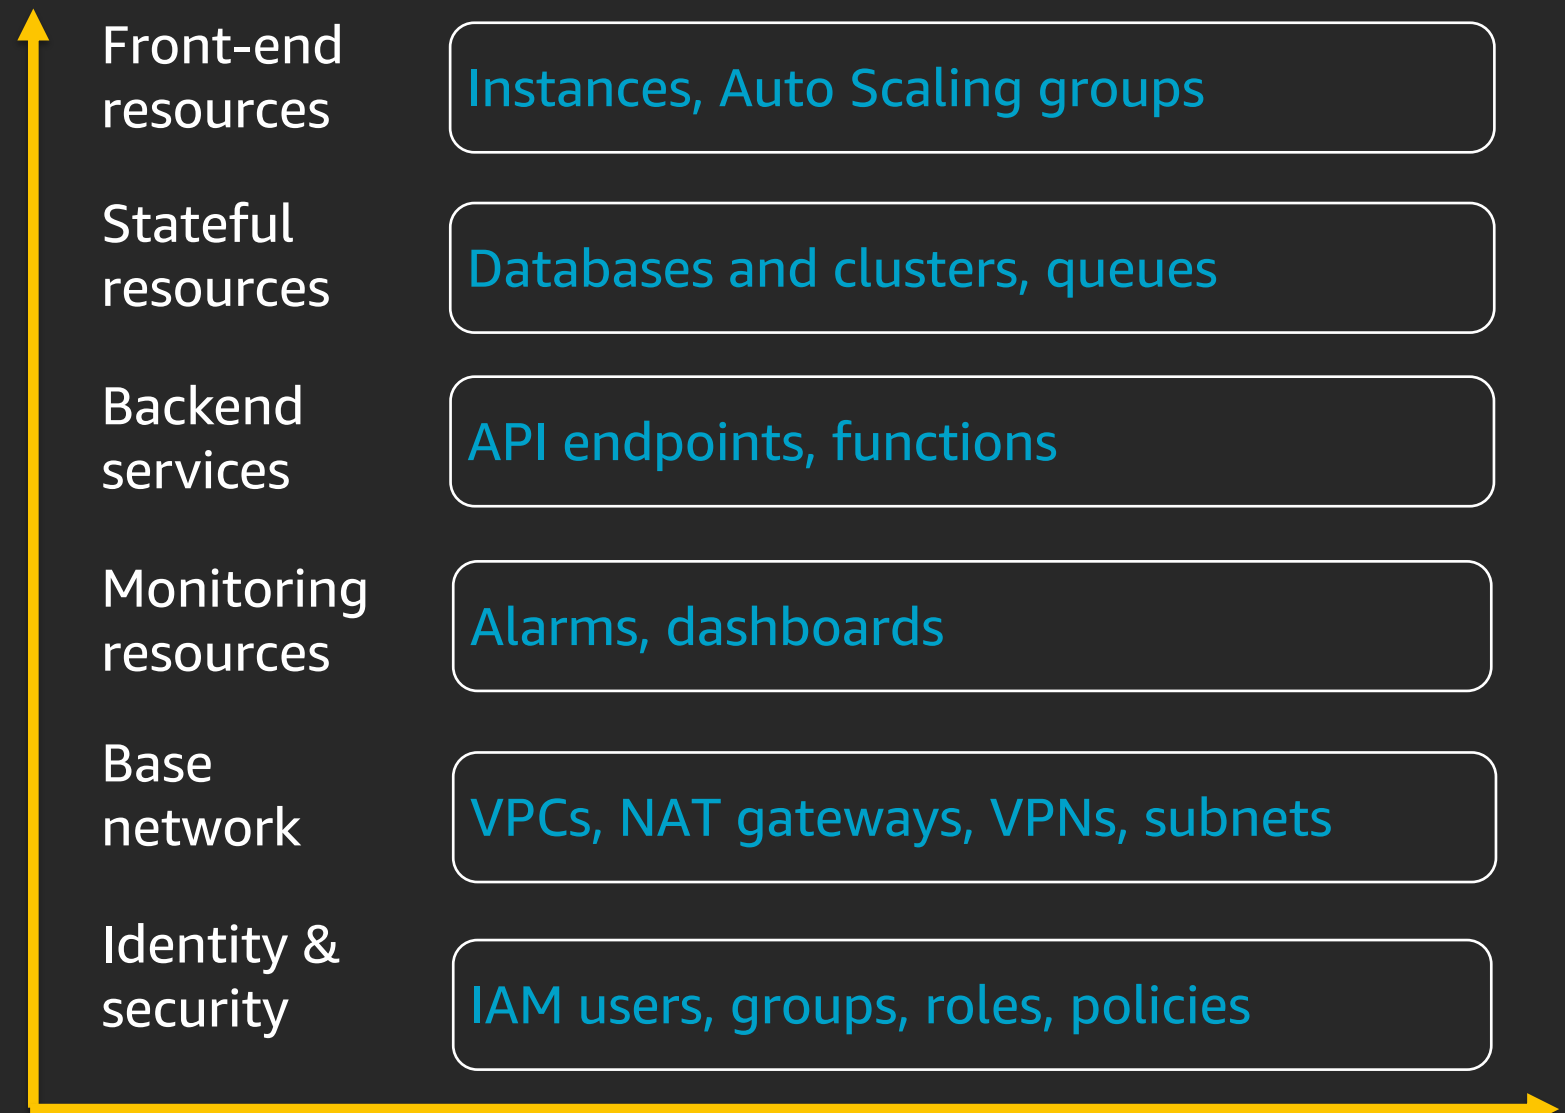 Front-end
resources
Instances, Auto Scaling groups
Stateful
resources
Databases and clusters, queues
Backend
services
API endpoints, functions
Monitoring
resources
Alarms, dashboards
Base
network
VPCs, NAT gateways, VPNs, subnets
Identity &
security
IAM users, groups, roles, policies